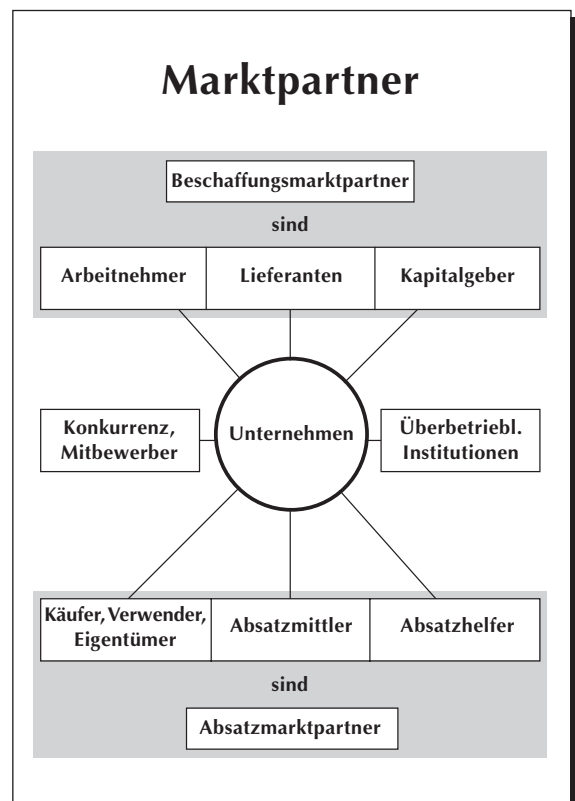 Marktpartner
Beschaffungsmarktpartner
sind
Arbeitnehmer
Lieferanten
Kapitalgeber
Konkurrenz,
Mitbewerber
Unternehmen
Überbetriebl.
Institutionen
Käufer, Verwender,
Eigentümer
Absatzmittler
Absatzhelfer
sind
Absatzmarktpartner